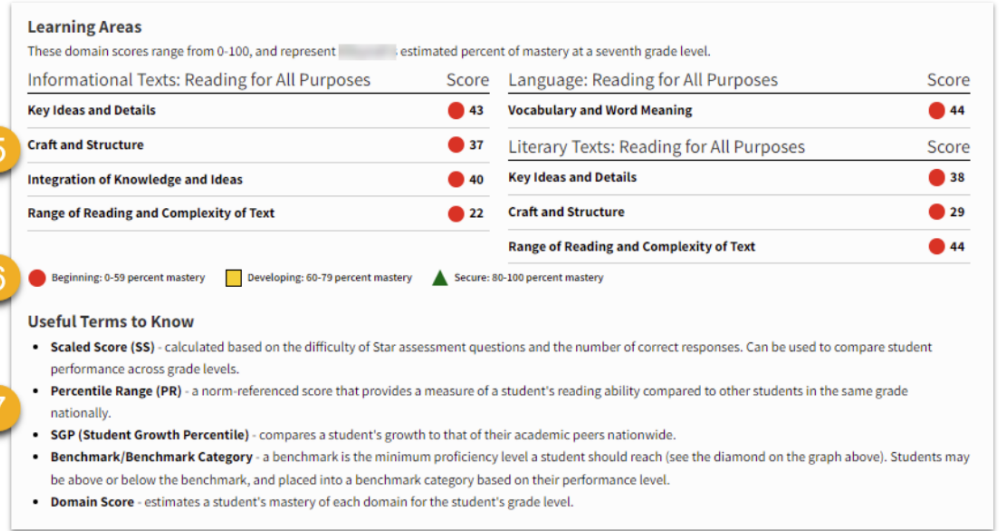 Learning Areas
These domain scores range from 0-100, and represent estimated percent of mastery at a seventh grade level.
Informational Texts: Reading for All Purposes Score
Key Ideas and Details 43
5
Craft and Structure 37
Integration of Knowledge and Ideas 40
Range of Reading and Complexity of Text 22
Language: Reading for All Purposes Score
Vocabulary and Word Meaning 44
Literary Texts: Reading for All Purposes Score
Key Ideas and Details 38
Craft and Structure 29
Range of Reading and Complexity of Text 44
6
Beginning: 0-59 percent mastery Developing: 60-79 percent mastery Secure: 80-100 percent mastery
Useful Terms to Know
• Scaled Score (SS) - calculated based on the difficulty of Star assessment questions and the number of correct responses. Can be used to compare student
performance across grade levels.
7
• Percentile Range (PR) - a norm-referenced score that provides a measure of a student's reading ability compared to other students in the same grade
nationally.
• SGP (Student Growth Percentile) - compares a student's growth to that of their academic peers nationwide.
• Benchmark/Benchmark Category - a benchmark is the minimum proficiency level a student should reach (see the diamond on the graph above). Students may
be above or below the benchmark, and placed into a benchmark category based on their performance level.
• Domain Score - estimates a student's mastery of each domain for the student's grade level.